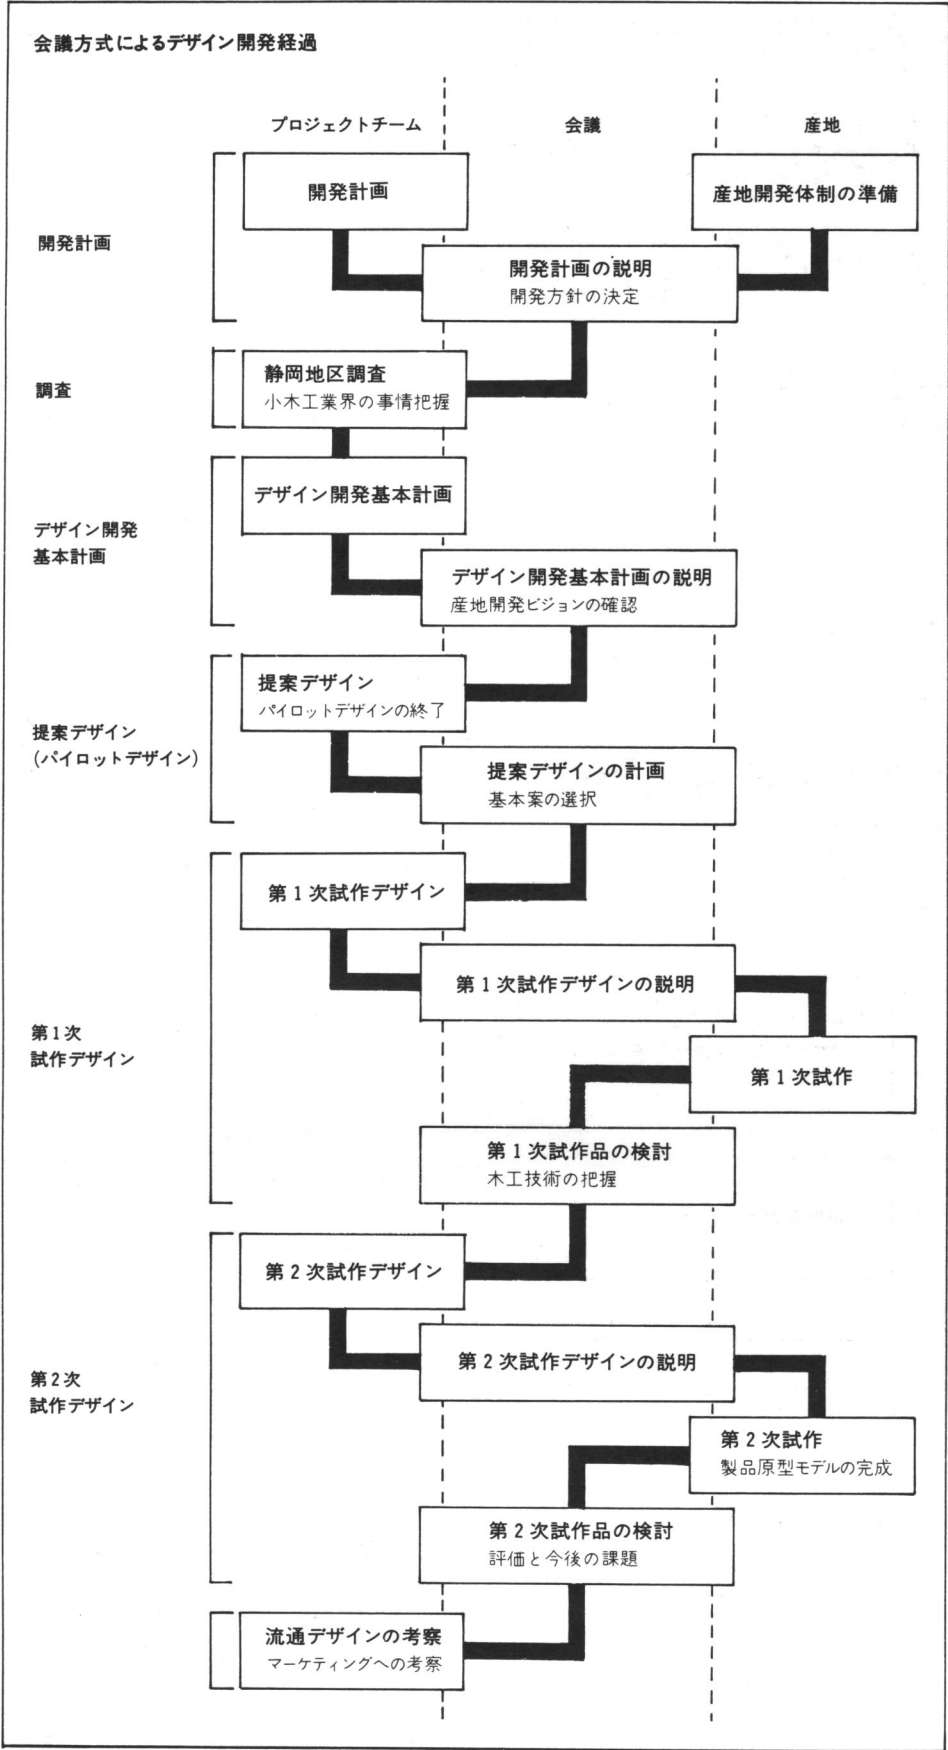 会議方式によるデザイン開発経過
プロジェクトチーム
会議
産地
開発計画
開発計画
産地開発体制の準備
開発計画の説明
開発方針の決定
調査
静岡地区調査
小木工業界の事情把握
デザイン開発
基本計画
デザイン開発基本計画
デザイン開発基本計画の説明
産地開発ビジョンの確認
提案デザイン
(パイロットデザイン)
提案デザイン
パイロットデザインの終了
提案デザインの計画
基本案の選択
第1次
試作デザイン
第1次試作デザイン
第1次試作デザインの説明
第1次試作
第1次試作品の検討
木工技術の把握
第2次
試作デザイン
第2次試作デザイン
第2次試作デザインの説明
第2次試作
製品原型モデルの完成
第2次試作品の検討
評価と今後の課題
流通デザインの考察
マーケティングへの考察